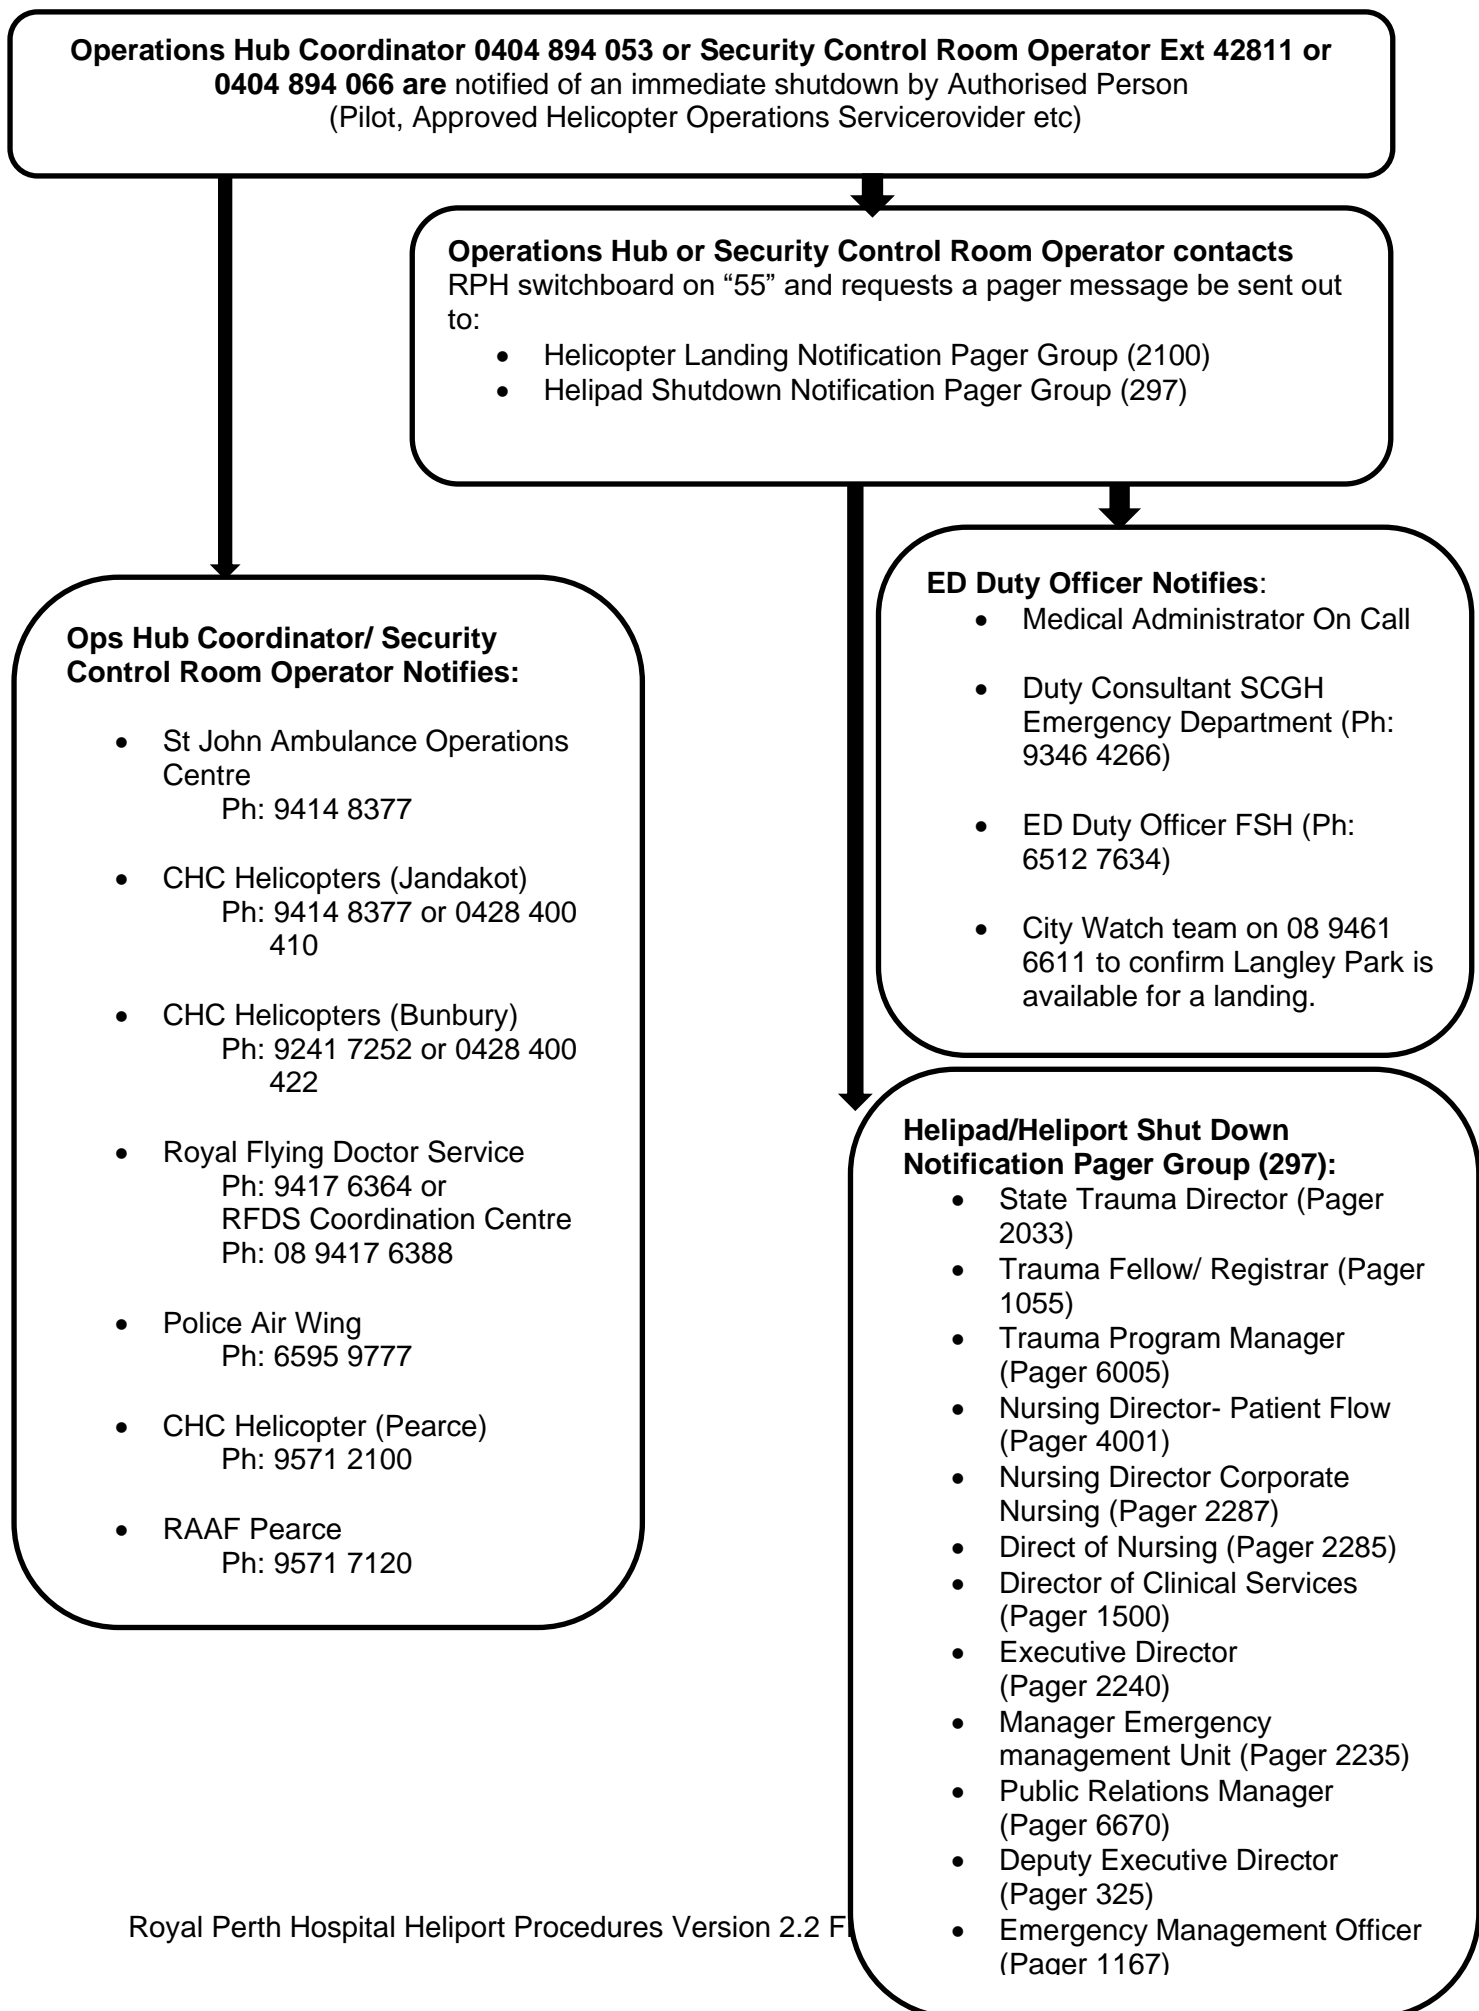 Operations Hub Coordinator 0404 894 053 or Security Control Room Operator Ext 42811 or
0404 894 066 are notified of an immediate shutdown by Authorised Person
(Pilot, Approved Helicopter Operations Servicerovider etc)
Operations Hub or Security Control Room Operator contacts
RPH switchboard on “55” and requests a pager message be sent out
to:
• Helicopter Landing Notification Pager Group (2100)
• Helipad Shutdown Notification Pager Group (297)
Ops Hub Coordinator/ Security
Control Room Operator Notifies:
• St John Ambulance Operations
Centre
Ph: 9414 8377
• CHC Helicopters (Jandakot)
Ph: 9414 8377 or 0428 400
410
• CHC Helicopters (Bunbury)
Ph: 9241 7252 or 0428 400
422
• Royal Flying Doctor Service
Ph: 9417 6364 or
RFDS Coordination Centre
Ph: 08 9417 6388
• Police Air Wing
Ph: 6595 9777
• CHC Helicopter (Pearce)
Ph: 9571 2100
• RAAF Pearce
Ph: 9571 7120
ED Duty Officer Notifies:
• Medical Administrator On Call
• Duty Consultant SCGH
Emergency Department (Ph:
9346 4266)
• ED Duty Officer FSH (Ph:
6512 7634)
• City Watch team on 08 9461
6611 to confirm Langley Park is
available for a landing.
Helipad/Heliport Shut Down
Notification Pager Group (297):
• State Trauma Director (Pager
2033)
• Trauma Fellow/ Registrar (Pager
1055)
• Trauma Program Manager
(Pager 6005)
• Nursing Director- Patient Flow
(Pager 4001)
• Nursing Director Corporate
Nursing (Pager 2287)
• Direct of Nursing (Pager 2285)
• Director of Clinical Services
(Pager 1500)
• Executive Director
(Pager 2240)
• Manager Emergency
management Unit (Pager 2235)
• Public Relations Manager
(Pager 6670)
• Deputy Executive Director
(Pager 325)
• Emergency Management Officer
(Pager 1167)
Royal Perth Hospital Heliport Procedures Version 2.2